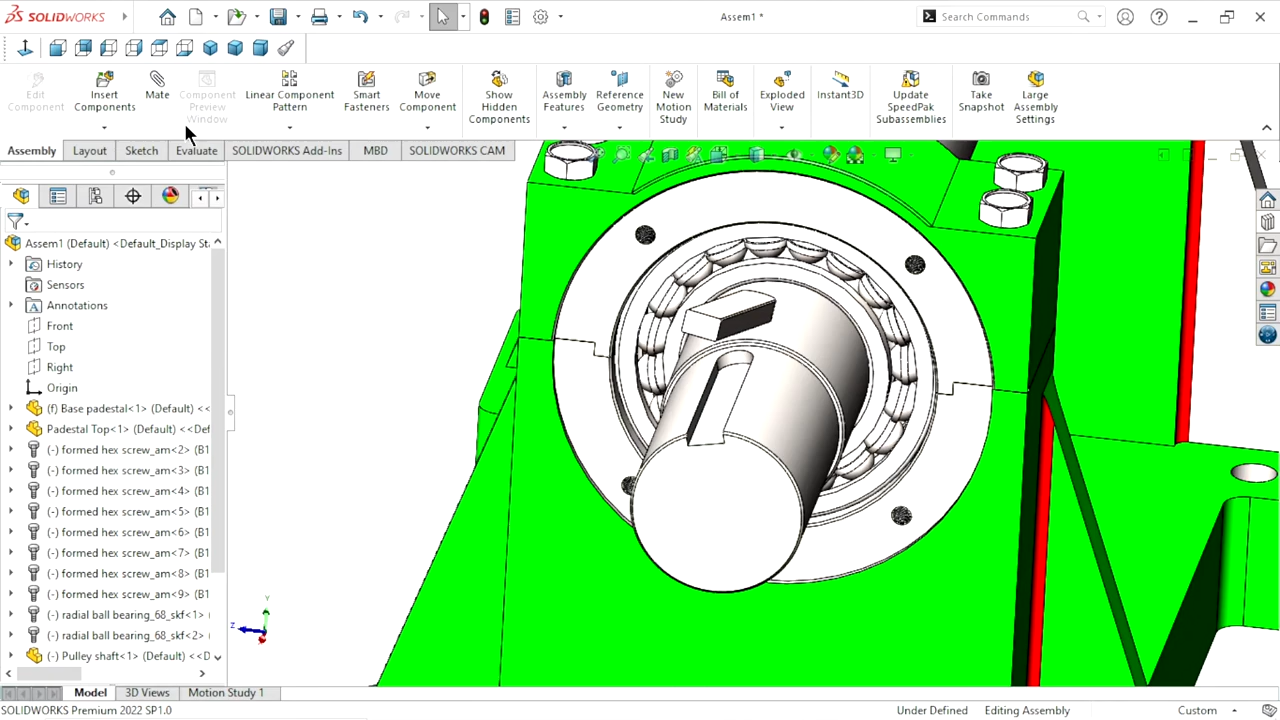 SOLIDWORKS
Assem1 *
Search Commands
Edit Component
Insert Components
Mate
Component Preview Window
Linear Component Pattern
Smart Fasteners
Move Component
Show Hidden Components
Assembly Features
Reference Geometry
New Motion Study
Bill of Materials
Exploded View
Instant3D
Update SpeedPak Subassemblies
Take Snapshot
Large Assembly Settings
Assembly
Layout
Sketch
Evaluate
SOLIDWORKS Add-Ins
MBD
SOLIDWORKS CAM
Assem1 (Default) <Default_Display Sta
History
Sensors
Annotations
Front
Top
Right
Origin
(f) Base padestal<1> (Default) <<
Padestal Top<1> (Default) <<Def
(-) formed hex screw_am<2> (B1
(-) formed hex screw_am<3> (B1
(-) formed hex screw_am<4> (B1
(-) formed hex screw_am<5> (B1
(-) formed hex screw_am<6> (B1
(-) formed hex screw_am<7> (B1
(-) formed hex screw_am<8> (B1
(-) formed hex screw_am<9> (B1
(-) radial ball bearing_68_skf<1> (
(-) radial ball bearing_68_skf<2> (
(-) Pulley shaft<1> (Default) <<D
Y
Z
Model
3D Views
Motion Study 1
SOLIDWORKS Premium 2022 SP1.0
Under Defined
Editing Assembly
Custom